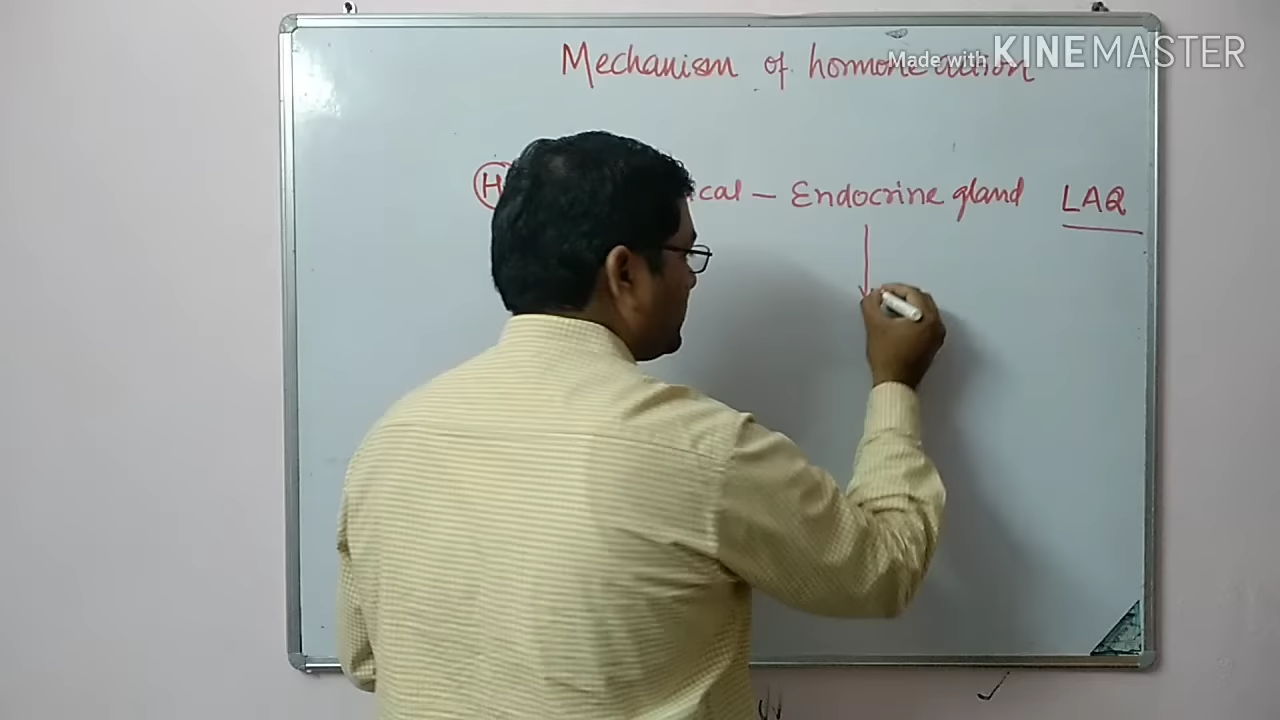 Made with KINEMASTER
Mechanism of hormone action
H cal – Endocrine gland LAQ